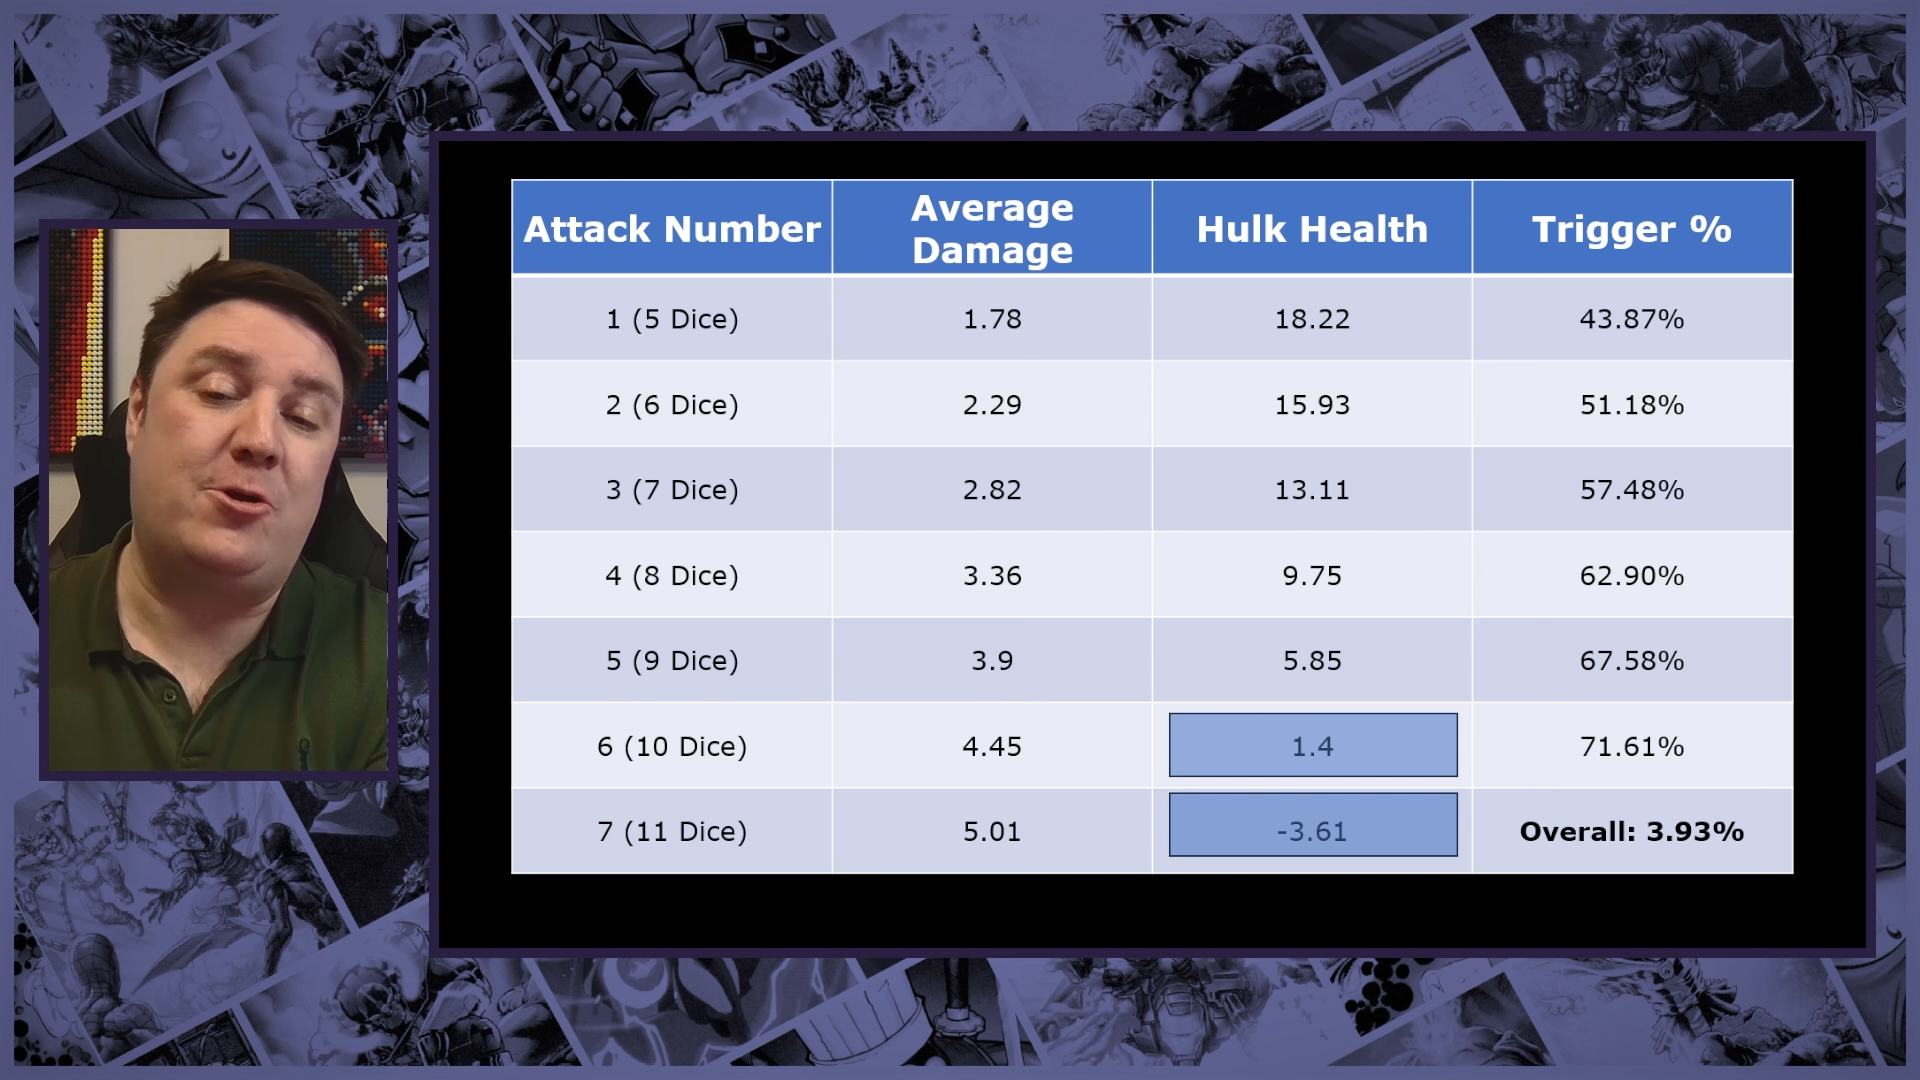 Attack Number Average Damage Hulk Health Trigger %
1 (5 Dice) 1.78 18.22 43.87%
2 (6 Dice) 2.29 15.93 51.18%
3 (7 Dice) 2.82 13.11 57.48%
4 (8 Dice) 3.36 9.75 62.90%
5 (9 Dice) 3.9 5.85 67.58%
6 (10 Dice) 4.45 1.4 71.61%
7 (11 Dice) 5.01 -3.61 Overall: 3.93%